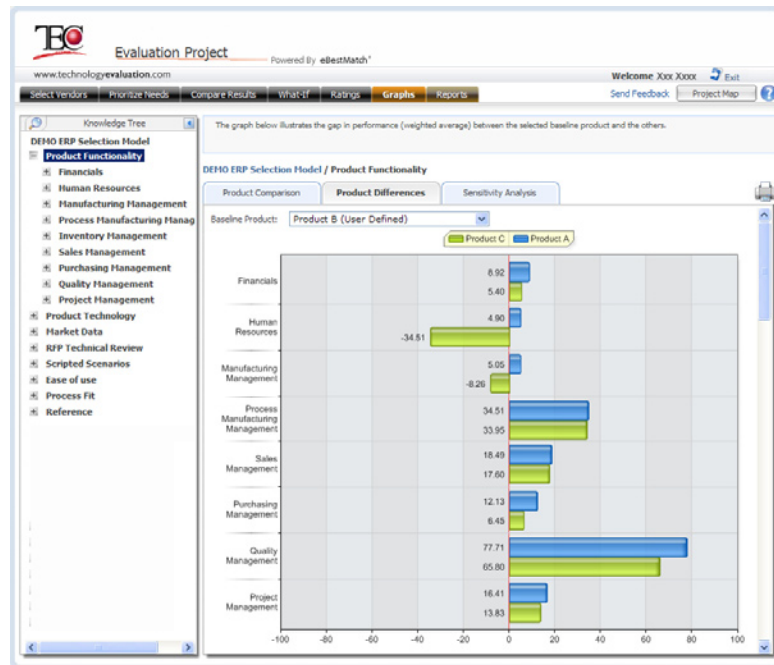 TEC
Evaluation Project
Powered By eBestMatch
www.technologyevaluation.com
Welcome Xxx Xxxx Exit
Select Vendors Prioritize Needs Compare Results What-If Ratings Graphs Reports
Send Feedback Project Map ?
Knowledge Tree
The graph below illustrates the gap in performance (weighted average) between the selected baseline product and the others.
DEMO ERP Selection Model
Product Functionality
Financials
Human Resources
Manufacturing Management
Process Manufacturing Manag
Inventory Management
Sales Management
Purchasing Management
Quality Management
Project Management
Product Technology
Market Data
RFP Technical Review
Scripted Scenarios
Ease of use
Process Fit
Reference
DEMO ERP Selection Model / Product Functionality
Product Comparison Product Differences Sensitivity Analysis
Baseline Product: Product B (User Defined)
Product C Product A
Financials
8.92
5.40
Human
Resources
4.90
-34.51
Manufacturing
Management
5.05
-8.26
Process
Manufacturing
Management
34.51
33.95
Sales
Management
18.49
17.60
Purchasing
Management
12.13
6.45
Quality
Management
77.71
65.80
Project
Management
16.41
13.83
-100 -80 -60 -40 -20 0 20 40 60 80 100